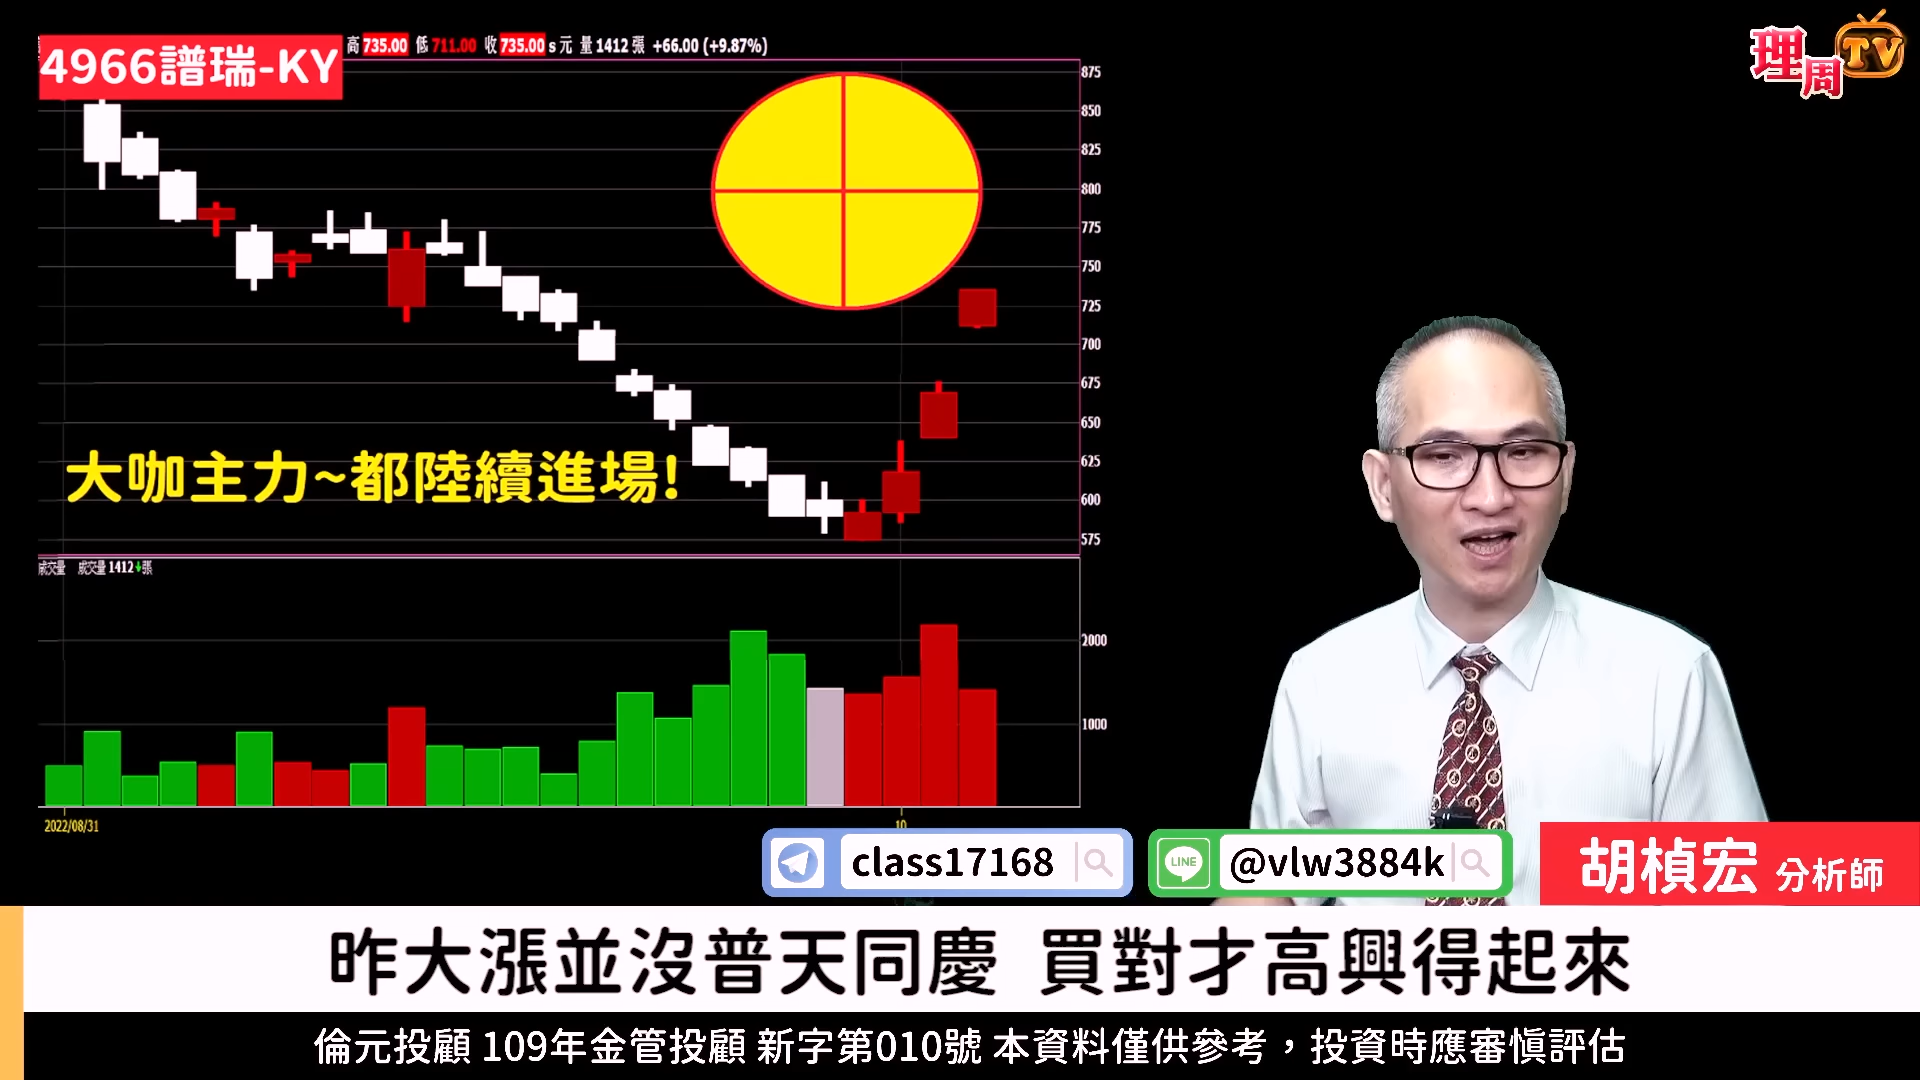 4966譜瑞-KY
高 735.00 低 711.00 收 735.00 s 元 量 1412 張 +66.00 (+9.87%)
理周TV
875
850
825
800
775
750
725
700
675
650
625
600
575
大咖主力~都陸續進場!
成交量 成交量 1412↓張
2000
1000
2022/08/31
10
class17168
LINE
@vlw3884k
胡楨宏 分析師
昨大漲並沒普天同慶 買對才高興得起來
倫元投顧 109年金管投顧 新字第010號 本資料僅供參考，投資時應審慎評估